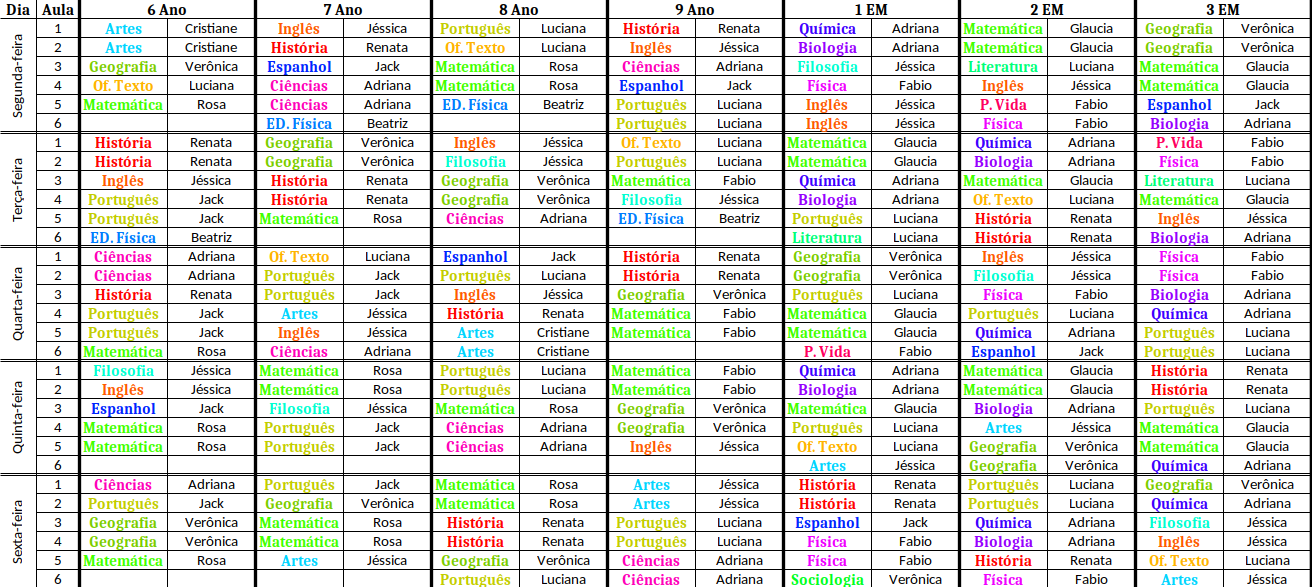 Dia Aula 6 Ano 7 Ano 8 Ano 9 Ano 1 EM 2 EM 3 EM
Segunda-feira
1 Artes Cristiane Inglês Jéssica Português Luciana História Renata Química Adriana Matemática Glaucia Geografia Verônica
2 Artes Cristiane História Renata Of. Texto Luciana Inglês Jéssica Biologia Adriana Matemática Glaucia Geografia Verônica
3 Geografia Verônica Espanhol Jack Matemática Rosa Ciências Adriana Filosofia Jéssica Literatura Luciana Matemática Glaucia
4 Of. Texto Luciana Ciências Adriana Matemática Rosa Espanhol Jack Física Fabio Inglês Jéssica Matemática Glaucia
5 Matemática Rosa Ciências Adriana ED. Física Beatriz Português Luciana Inglês Jéssica P. Vida Fabio Espanhol Jack
6 ED. Física Beatriz Português Luciana Inglês Jéssica Física Fabio Biologia Adriana
Terça-feira
1 História Renata Geografia Verônica Inglês Jéssica Of. Texto Luciana Matemática Glaucia Química Adriana P. Vida Fabio
2 História Renata Geografia Verônica Filosofia Jéssica Português Luciana Matemática Glaucia Biologia Adriana Física Fabio
3 Inglês Jéssica História Renata Geografia Verônica Matemática Fabio Química Adriana Matemática Glaucia Literatura Luciana
4 Português Jack História Renata Geografia Verônica Filosofia Jéssica Biologia Adriana Of. Texto Luciana Matemática Glaucia
5 Português Jack Matemática Rosa Ciências Adriana ED. Física Beatriz Português Luciana História Renata Inglês Jéssica
6 ED. Física Beatriz Literatura Luciana História Renata Biologia Adriana
Quarta-feira
1 Ciências Adriana Of. Texto Luciana Espanhol Jack História Renata Geografia Verônica Inglês Jéssica Física Fabio
2 Ciências Adriana Português Jack Português Luciana História Renata Geografia Verônica Filosofia Jéssica Física Fabio
3 História Renata Português Jack Inglês Jéssica Geografia Verônica Português Luciana Física Fabio Biologia Adriana
4 Português Jack Artes Jéssica História Renata Matemática Fabio Matemática Glaucia Português Luciana Química Adriana
5 Português Jack Inglês Jéssica Artes Cristiane Matemática Fabio Matemática Glaucia Química Adriana Português Luciana
6 Matemática Rosa Ciências Adriana Artes Cristiane P. Vida Fabio Espanhol Jack Português Luciana
Quinta-feira
1 Filosofia Jéssica Matemática Rosa Português Luciana Matemática Fabio Química Adriana Matemática Glaucia História Renata
2 Inglês Jéssica Matemática Rosa Português Luciana Matemática Fabio Biologia Adriana Matemática Glaucia História Renata
3 Espanhol Jack Filosofia Jéssica Matemática Rosa Geografia Verônica Matemática Glaucia Biologia Adriana Português Luciana
4 Matemática Rosa Português Jack Ciências Adriana Geografia Verônica Português Luciana Artes Jéssica Matemática Glaucia
5 Matemática Rosa Português Jack Ciências Adriana Inglês Jéssica Of. Texto Luciana Geografia Verônica Matemática Glaucia
6 Artes Jéssica Geografia Verônica Química Adriana
Sexta-feira
1 Ciências Adriana Português Jack Matemática Rosa Artes Jéssica História Renata Português Luciana Geografia Verônica
2 Português Jack Geografia Verônica Matemática Rosa Artes Jéssica História Renata Português Luciana Química Adriana
3 Geografia Verônica Matemática Rosa História Renata Português Luciana Espanhol Jack Química Adriana Filosofia Jéssica
4 Geografia Verônica Matemática Rosa História Renata Português Luciana Física Fabio Biologia Adriana Inglês Jéssica
5 Matemática Rosa Artes Jéssica Geografia Verônica Ciências Adriana Física Fabio História Renata Of. Texto Luciana
6 Português Luciana Ciências Adriana Sociologia Verônica Física Fabio Artes Jéssica